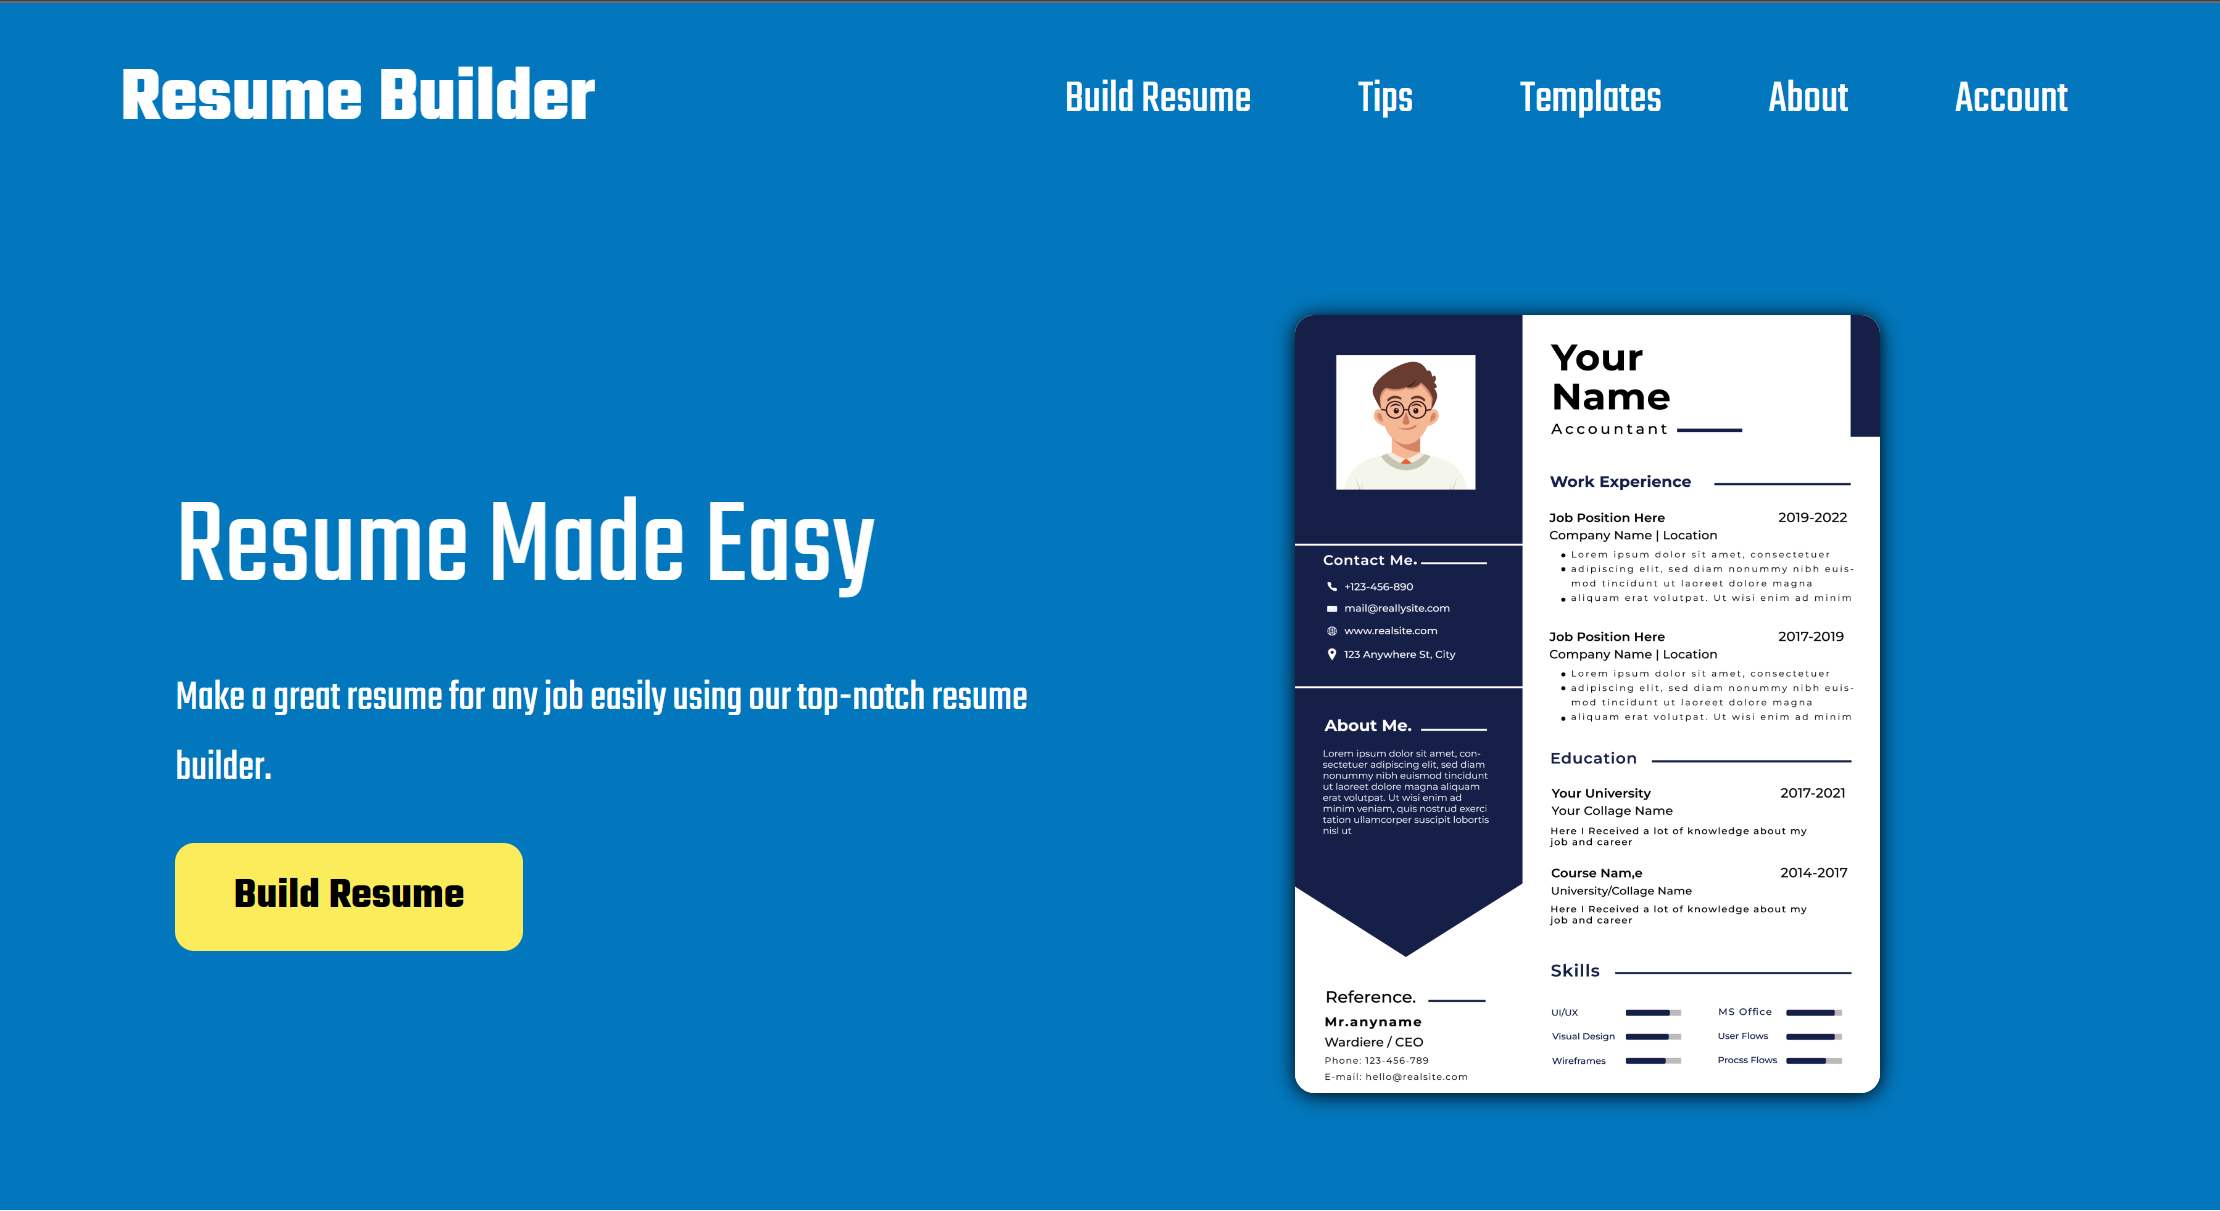 Resume Builder
Build Resume
Tips
Templates
About
Account
Resume Made Easy
Make a great resume for any job easily using our top-notch resume
builder.
Build Resume
Contact Me.
+123-456-890
mail@reallysite.com
www.realsite.com
123 Anywhere St, City
About Me.
Lorem ipsum dolor sit amet, con-
sectetuer adipiscing elit, sed diam
nonummy nibh euismod tincidunt
ut laoreet dolore magna aliquam
erat volutpat. Ut wisi enim ad
minim veniam, quis nostrud exerci
tation ullamcorper suscipit lobortis
nisl ut
Reference.
Mr.anyname
Wardiere / CEO
Phone: 123-456-789
E-mail: hello@realsite.com
Your
Name
Accountant
Work Experience
Job Position Here 2019-2022
Company Name | Location
• Lorem ipsum dolor sit amet, consectetuer
• adipiscing elit, sed diam nonummy nibh euis-
mod tincidunt ut laoreet dolore magna
• aliquam erat volutpat. Ut wisi enim ad minim
Job Position Here 2017-2019
Company Name | Location
• Lorem ipsum dolor sit amet, consectetuer
• adipiscing elit, sed diam nonummy nibh euis-
mod tincidunt ut laoreet dolore magna
• aliquam erat volutpat. Ut wisi enim ad minim
Education
Your University 2017-2021
Your Collage Name
Here I Received a lot of knowledge about my
job and career
Course Nam,e 2014-2017
University/Collage Name
Here I Received a lot of knowledge about my
job and career
Skills
UI/UX MS Office
Visual Design User Flows
Wireframes Procss Flows